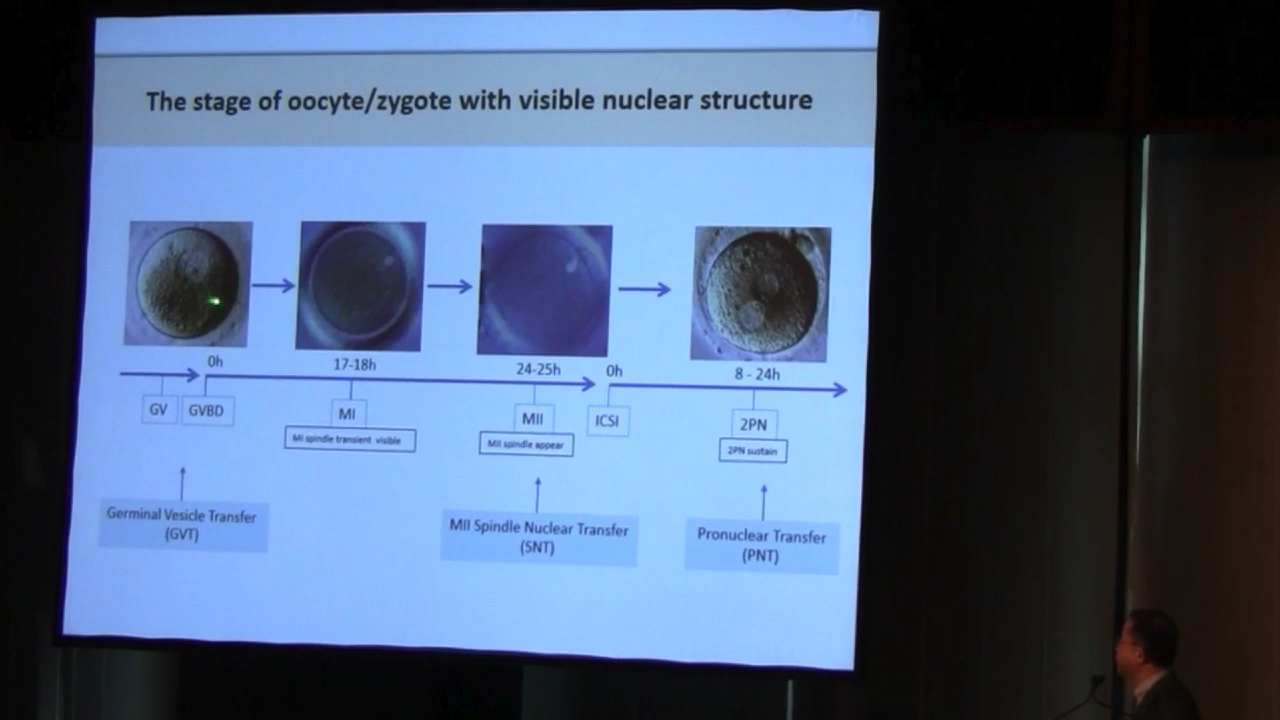 The stage of oocyte/zygote with visible nuclear structure
0h
17-18h
24-25h
0h
8 - 24h
GV
GVBD
MI
MI spindle transient visible
MII
MII spindle appear
ICSI
2PN
2PN sustain
Germinal Vesicle Transfer
(GVT)
MII Spindle Nuclear Transfer
(SNT)
Pronuclear Transfer
(PNT)